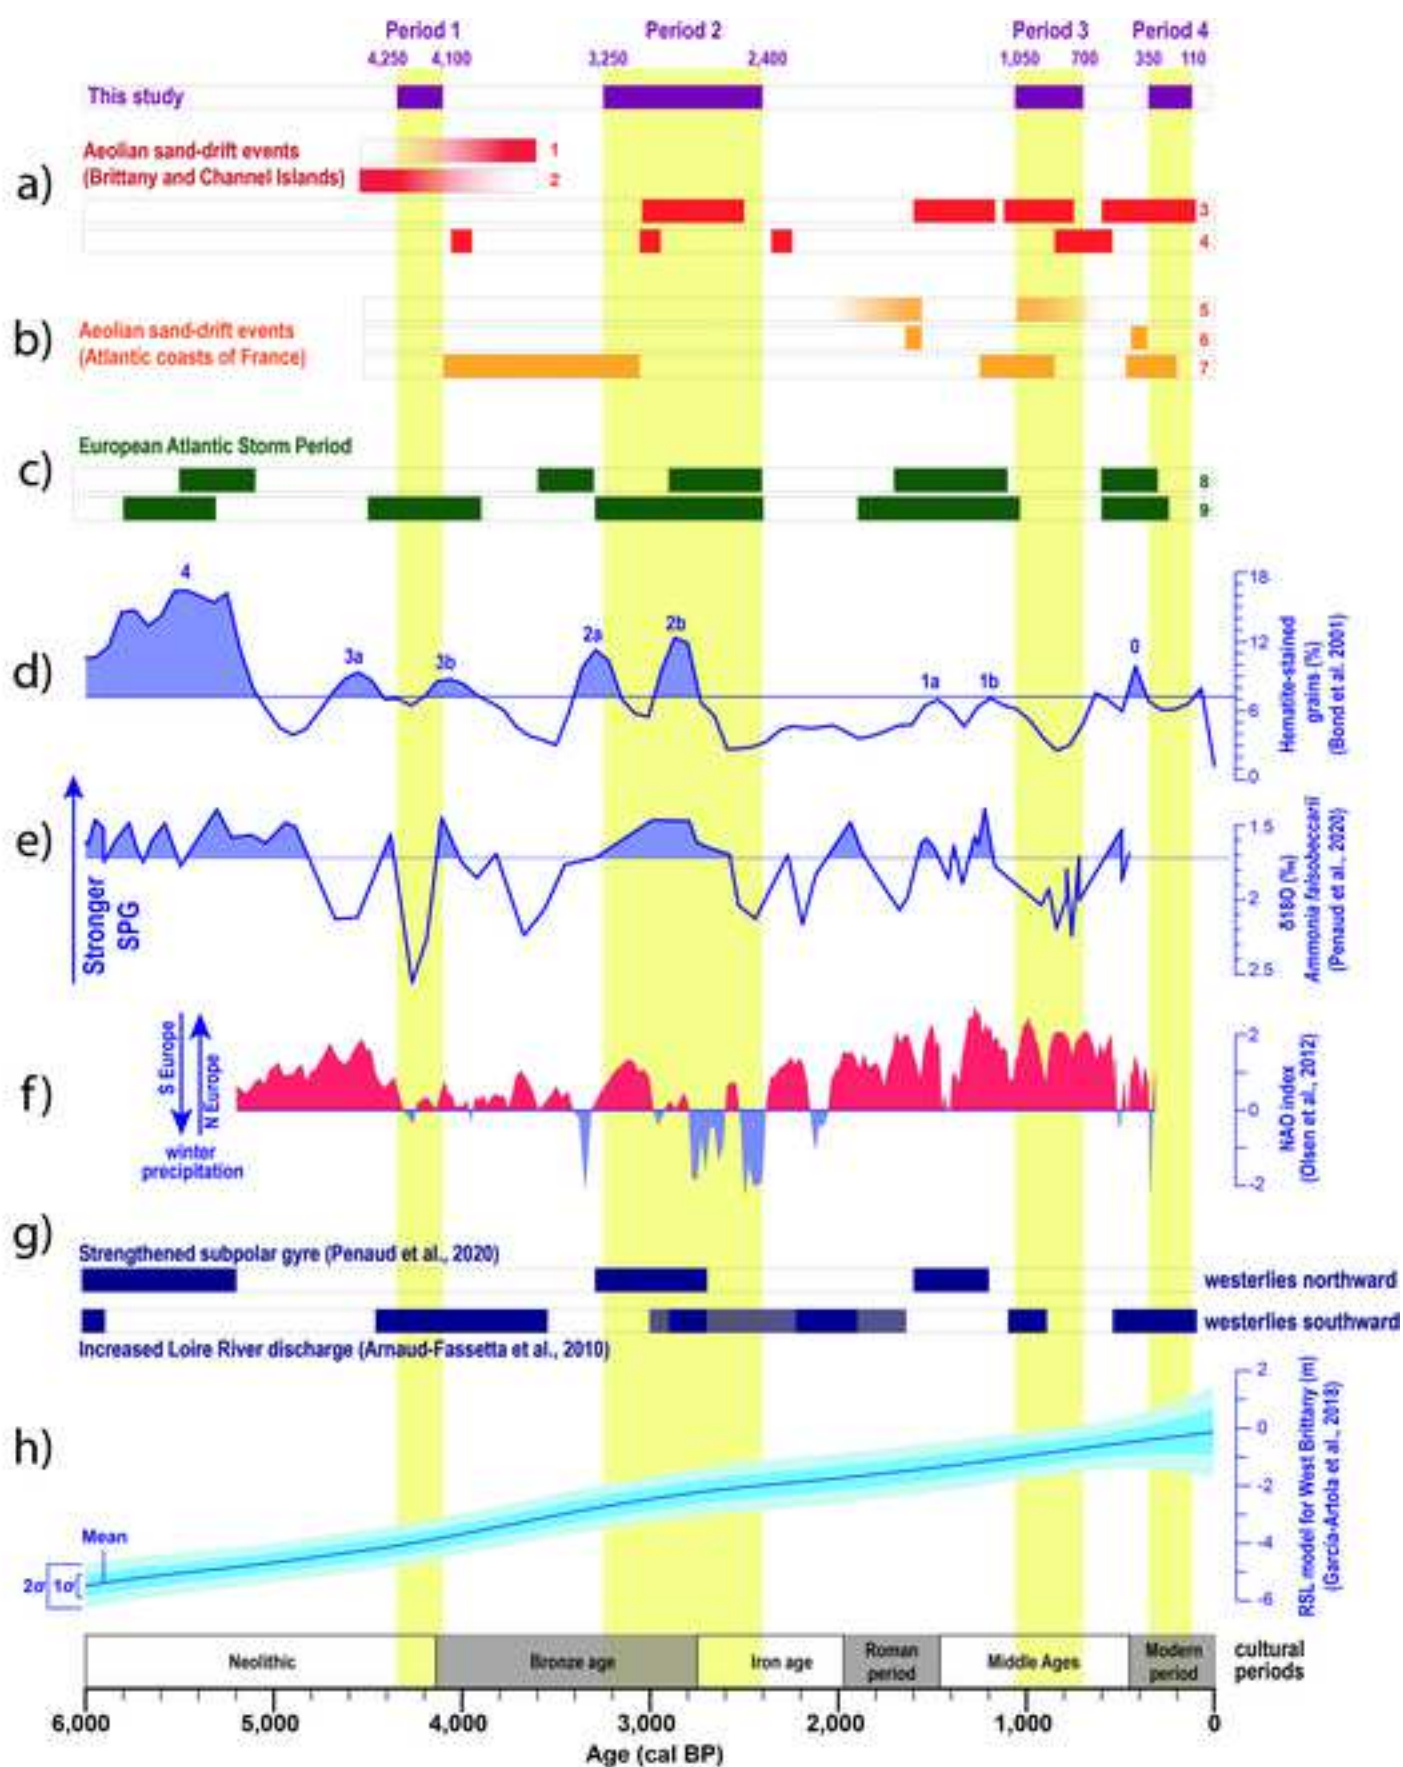 Period 1 Period 2 Period 3 Period 4
4,250 4,100 3,250 2,400 1,050 700 350 110
This study
a)
Aeolian sand-drift events
(Brittany and Channel Islands)
1
2
3
4
b)
Aeolian sand-drift events
(Atlantic coasts of France)
5
6
7
c)
European Atlantic Storm Period
8
9
d)
4
3a
3b
2a
2b
1a
1b
0
18
12
6
0
Hematite-stained
grains (%)
(Bond et al. 2001)
e)
Stronger
SPG
1.5
2
2.5
δ18O (‰)
Ammonia falsobeccarii
(Penaud et al., 2020)
f)
S Europe
N Europe
winter
precipitation
2
0
-2
NAO index
(Olsen et al., 2012)
g)
Strengthened subpolar gyre (Penaud et al., 2020)
westerlies northward
westerlies southward
Increased Loire River discharge (Arnaud-Fassetta et al., 2010)
h)
Mean
2σ 1σ
2
0
-2
-4
-6
RSL model for West Brittany (m)
(García-Artola et al., 2018)
Neolithic Bronze age Iron age Roman period Middle Ages Modern period
cultural
periods
6,000 5,000 4,000 3,000 2,000 1,000 0
Age (cal BP)